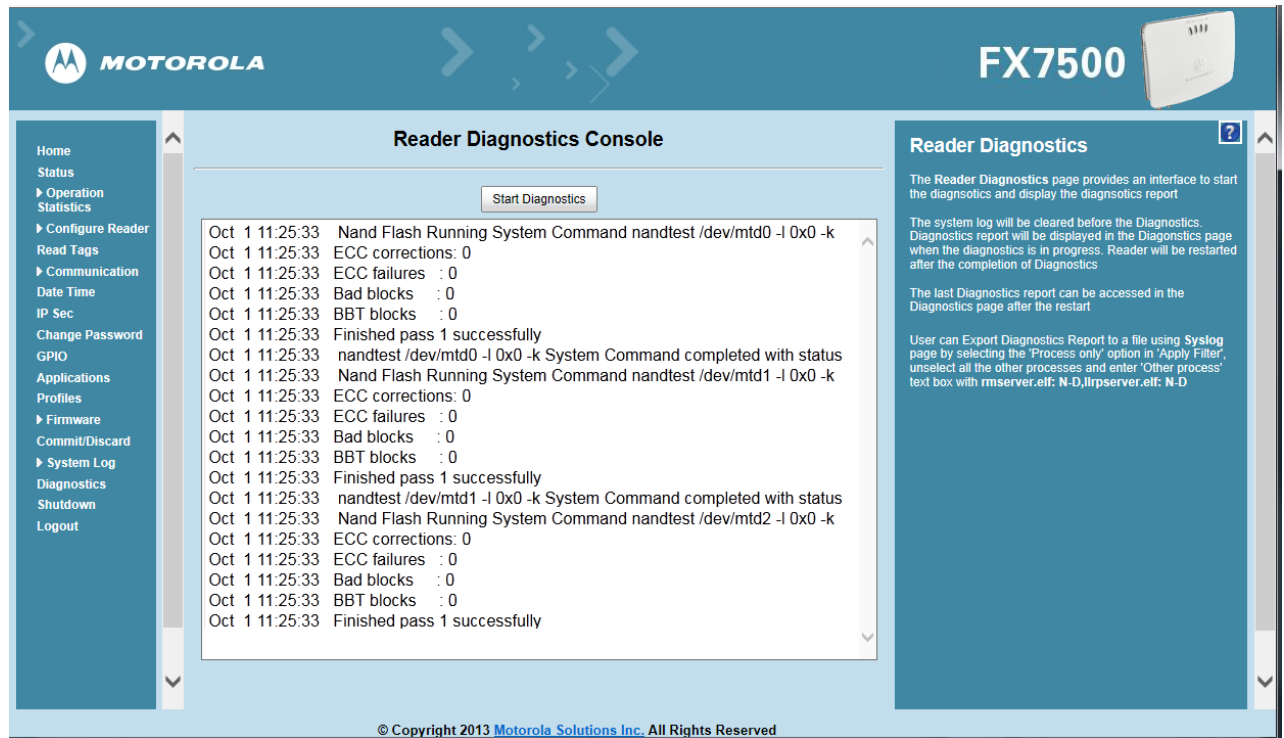 MOTOROLA
FX7500
Home
Status
Operation
Statistics
Configure Reader
Read Tags
Communication
Date Time
IP Sec
Change Password
GPIO
Applications
Profiles
Firmware
Commit/Discard
System Log
Diagnostics
Shutdown
Logout
Reader Diagnostics Console
Start Diagnostics
Oct 1 11:25:33 Nand Flash Running System Command nandtest /dev/mtd0 -l 0x0 -k
Oct 1 11:25:33 ECC corrections: 0
Oct 1 11:25:33 ECC failures : 0
Oct 1 11:25:33 Bad blocks : 0
Oct 1 11:25:33 BBT blocks : 0
Oct 1 11:25:33 Finished pass 1 successfully
Oct 1 11:25:33 nandtest /dev/mtd0 -l 0x0 -k System Command completed with status
Oct 1 11:25:33 Nand Flash Running System Command nandtest /dev/mtd1 -l 0x0 -k
Oct 1 11:25:33 ECC corrections: 0
Oct 1 11:25:33 ECC failures : 0
Oct 1 11:25:33 Bad blocks : 0
Oct 1 11:25:33 BBT blocks : 0
Oct 1 11:25:33 Finished pass 1 successfully
Oct 1 11:25:33 nandtest /dev/mtd1 -l 0x0 -k System Command completed with status
Oct 1 11:25:33 Nand Flash Running System Command nandtest /dev/mtd2 -l 0x0 -k
Oct 1 11:25:33 ECC corrections: 0
Oct 1 11:25:33 ECC failures : 0
Oct 1 11:25:33 Bad blocks : 0
Oct 1 11:25:33 BBT blocks : 0
Oct 1 11:25:33 Finished pass 1 successfully
?
Reader Diagnostics
The Reader Diagnostics page provides an interface to start
the diagnsotics and display the diagnsotics report
The system log will be cleared before the Diagnostics.
Diagnostics report will be displayed in the Diagonstics page
when the diagnostics is in progress. Reader will be restarted
after the completion of Diagnostics
The last Diagnostics report can be accessed in the
Diagnostics page after the restart
User can Export Diagnostics Report to a file using Syslog
page by selecting the 'Process only' option in 'Apply Filter',
unselect all the other processes and enter 'Other process'
text box with rmserver.elf: N-D,llrpserver.elf: N-D
© Copyright 2013 Motorola Solutions Inc. All Rights Reserved